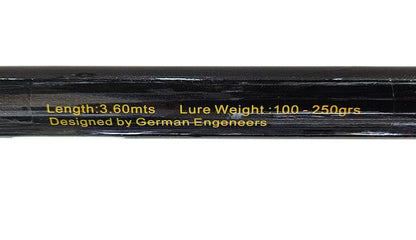 Length:3.60mts Lure Weight :100 - 250grs
Designed by German Engeneers